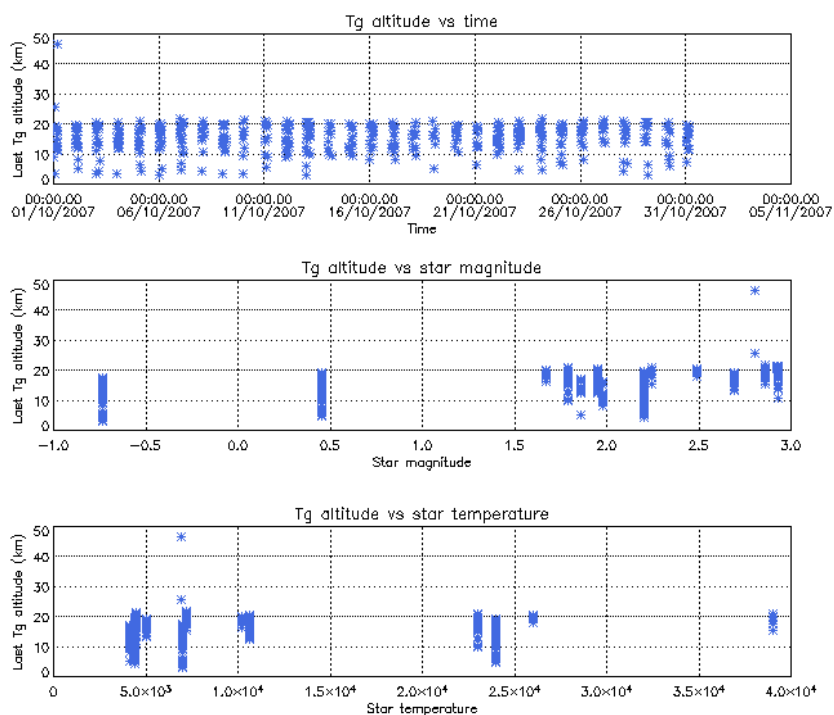 Tg altitude vs time
50
40
30
20
10
0
Last Tg altitude (km)
00:00:00 00:00:00 00:00:00 00:00:00 00:00:00 00:00:00 00:00:00 00:00:00
01/10/2007 06/10/2007 11/10/2007 16/10/2007 21/10/2007 26/10/2007 31/10/2007 05/11/2007
Time
Tg altitude vs star magnitude
50
40
30
20
10
0
Last Tg altitude (km)
-1.0 -0.5 0.0 0.5 1.0 1.5 2.0 2.5 3.0
Star magnitude
Tg altitude vs star temperature
50
40
30
20
10
0
Last Tg altitude (km)
0 5.0×10³ 1.0×10⁴ 1.5×10⁴ 2.0×10⁴ 2.5×10⁴ 3.0×10⁴ 3.5×10⁴ 4.0×10⁴
Star temperature